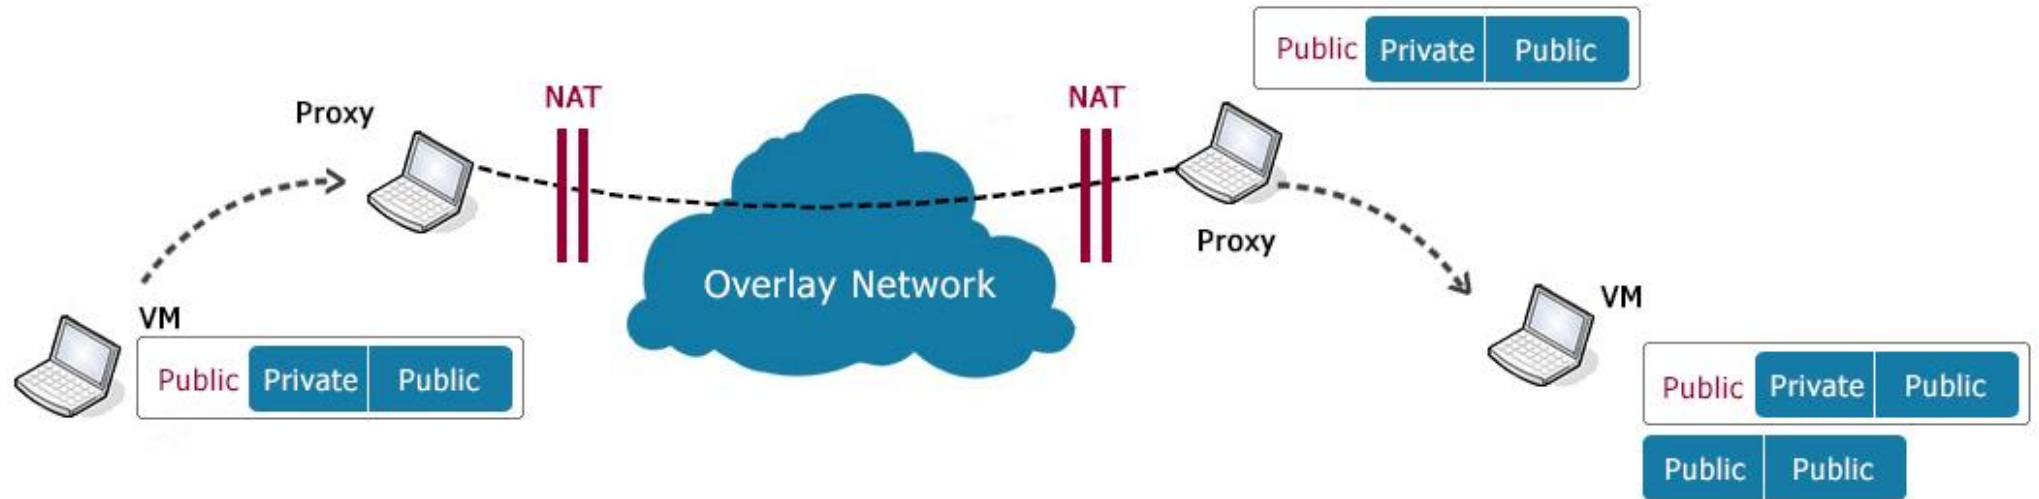 Public Private Public
NAT
NAT
Proxy
Proxy
Overlay Network
VM
VM
Public Private Public
Public Private Public
Public Public